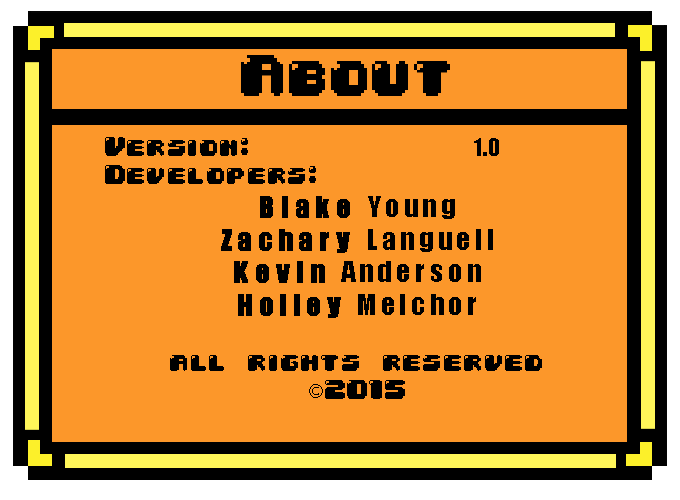 About
Version: 1.0
Developers:
Blake Young
Zachary Languell
Kevin Anderson
Holley Melchor
ALL RIGHTS RESERVED
©2015